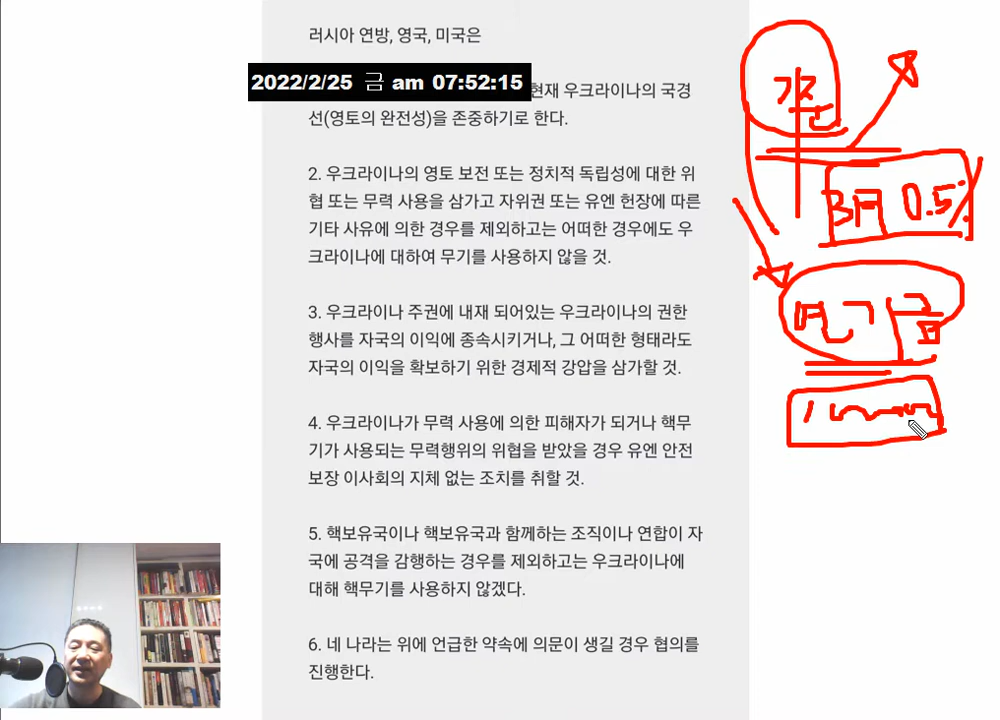 러시아 연방, 영국, 미국은
2022/2/25 금 am 07:52:15
현재 우크라이나의 국경
선(영토의 완전성)을 존중하기로 한다.
2. 우크라이나의 영토 보전 또는 정치적 독립성에 대한 위
협 또는 무력 사용을 삼가고 자위권 또는 유엔 헌장에 따른
기타 사유에 의한 경우를 제외하고는 어떠한 경우에도 우
크라이나에 대하여 무기를 사용하지 않을 것.
3. 우크라이나 주권에 내재 되어있는 우크라이나의 권한
행사를 자국의 이익에 종속시키거나, 그 어떠한 형태라도
자국의 이익을 확보하기 위한 경제적 강압을 삼가할 것.
4. 우크라이나가 무력 사용에 의한 피해자가 되거나 핵무
기가 사용되는 무력행위의 위협을 받았을 경우 유엔 안전
보장 이사회의 지체 없는 조치를 취할 것.
5. 핵보유국이나 핵보유국과 함께하는 조직이나 연합이 자
국에 공격을 감행하는 경우를 제외하고는 우크라이나에
대해 핵무기를 사용하지 않겠다.
6. 네 나라는 위에 언급한 약속에 의문이 생길 경우 협의를
진행한다.
3月 0.5%
연기금